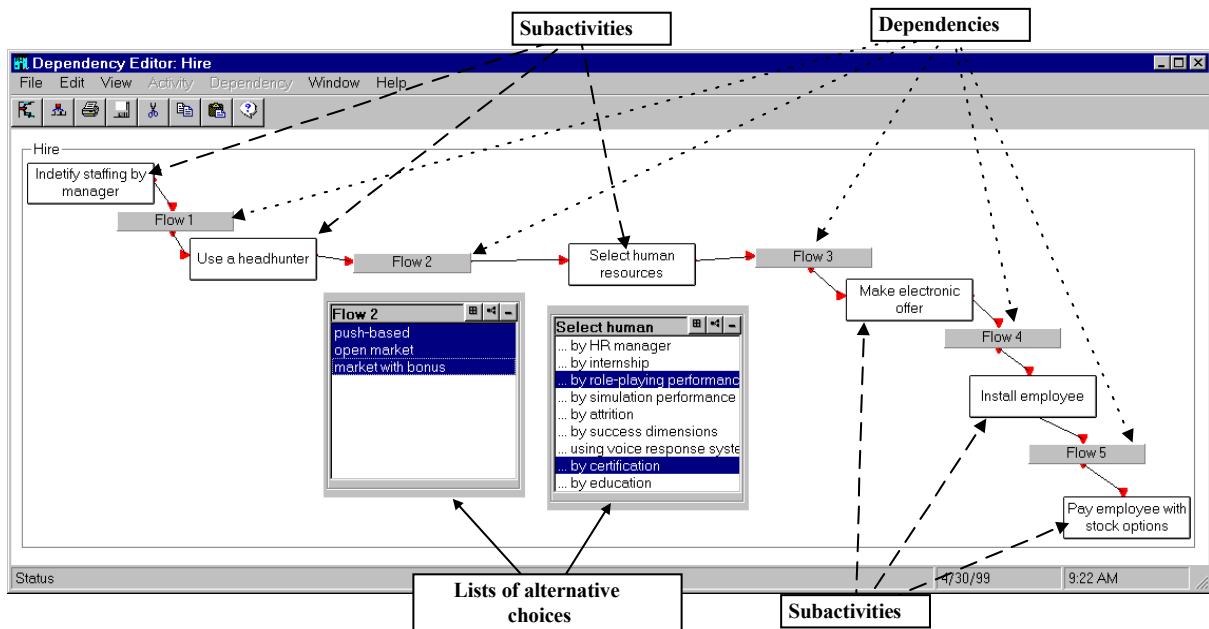 Subactivities
Dependencies
Dependency Editor: Hire
File Edit View Activity Dependency Window Help
Hire
Indetify staffing by
manager
Flow 1
Use a headhunter
Flow 2
Select human
resources
Flow 3
Make electronic
offer
Flow 4
Install employee
Flow 5
Pay employee with
stock options
Flow 2
push-based
open market
market with bonus
Select human
... by HR manager
... by internship
... by role-playing performanc
... by simulation performance
... by attrition
... by success dimensions
... using voice response syste
... by certification
... by education
Status
4/30/99
9:22 AM
Lists of alternative
choices
Subactivities